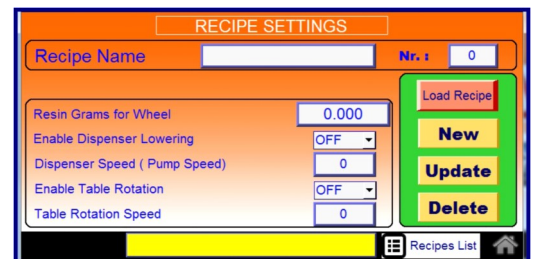 RECIPE SETTINGS
Recipe Name Nr. : 0
Load Recipe
Resin Grams for Wheel 0.000
Enable Dispenser Lowering OFF
New
Dispenser Speed ( Pump Speed) 0
Update
Enable Table Rotation OFF
Table Rotation Speed 0
Delete
Recipes List